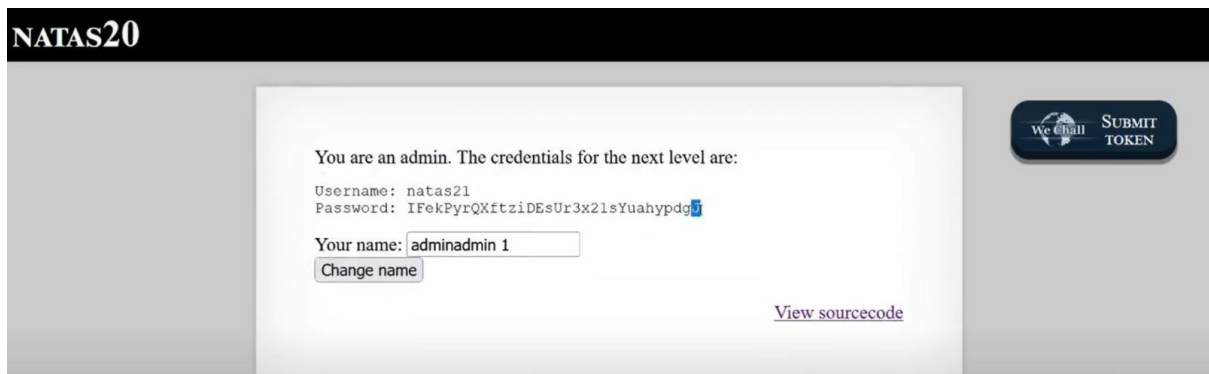 NATAS20
We Chall SUBMIT TOKEN
You are an admin. The credentials for the next level are:
Username: natas21
Password: IFekPyrQXftziDEsUr3x21sYuahypdgJ
Your name: adminadmin 1
Change name
View sourcecode